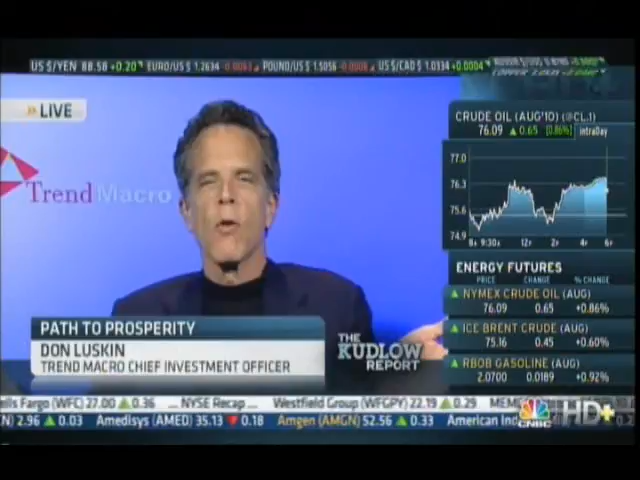 US $/YEN 88.58 +0.20 EURO/US $ 1.2634 -0.0063 POUND/US $ 1.5056 -0.0008 US $/CAD $ 1.0334 +0.0004
LIVE
TrendMacro
CRUDE OIL (AUG'10) (@CL.1)
76.09 0.65 [0.86%] intraDay
77.0
76.3
75.6
74.9
8a 9:30a 12p 2p 4p 6p
ENERGY FUTURES
PRICE CHANGE % CHANGE
NYMEX CRUDE OIL (AUG)
76.09 0.65 +0.86%
ICE BRENT CRUDE (AUG)
75.16 0.45 +0.60%
RBOB GASOLINE (AUG)
2.0700 0.0189 +0.92%
PATH TO PROSPERITY
DON LUSKIN
TREND MACRO CHIEF INVESTMENT OFFICER
THE
KUDLOW
REPORT
ells Fargo (WFC) 27.00 0.36 ... NYSE Recap ... Westfield Group (WFGPY) 22.19 0.29 MEM
N) 2.96 0.03 Amedisys (AMED) 35.13 0.18 Amgen (AMGN) 52.56 0.33 American Ind
CNBC HD+